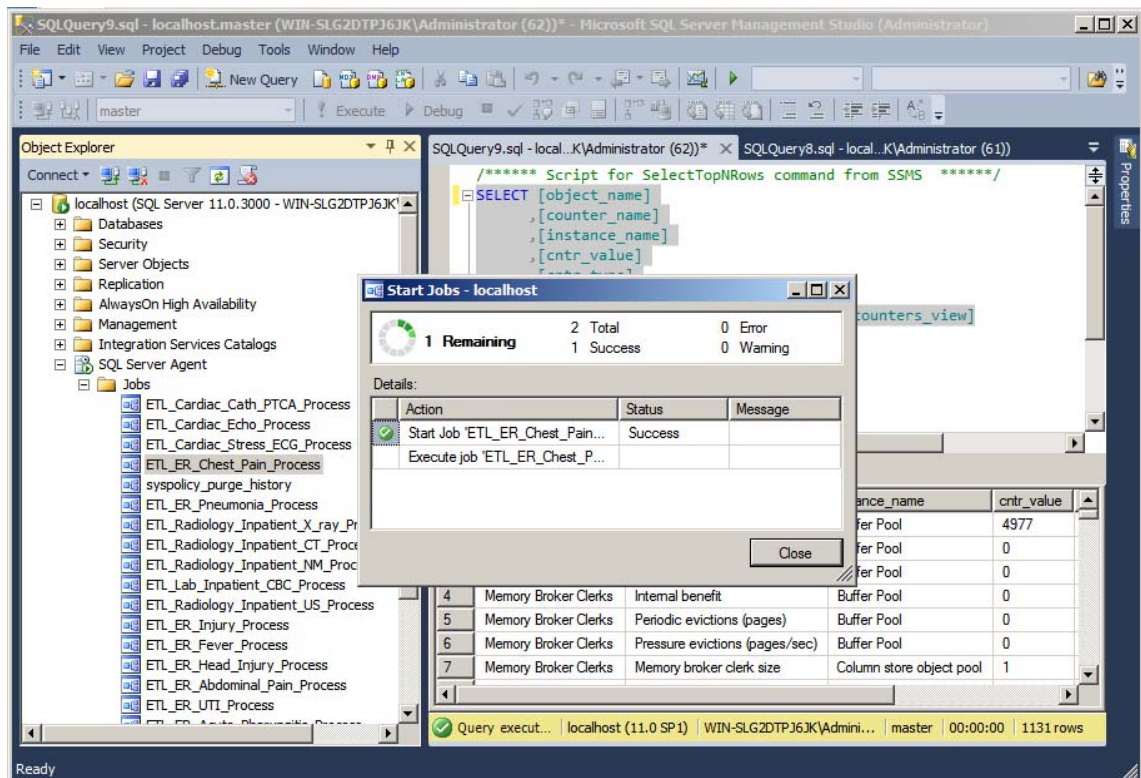 SQLQuery9.sql - localhost.master (WIN-SLG2DTPJ6JK\Administrator (62))* - Microsoft SQL Server Management Studio (Administrator)
File Edit View Project Debug Tools Window Help
New Query
master Execute Debug
Object Explorer
Connect
localhost (SQL Server 11.0.3000 - WIN-SLG2DTPJ6JK\
Databases
Security
Server Objects
Replication
AlwaysOn High Availability
Management
Integration Services Catalogs
SQL Server Agent
Jobs
ETL_Cardiac_Cath_PTCA_Process
ETL_Cardiac_Echo_Process
ETL_Cardiac_Stress_ECG_Process
ETL_ER_Chest_Pain_Process
syspolicy_purge_history
ETL_ER_Pneumonia_Process
ETL_Radiology_Inpatient_X_ray_Pr
ETL_Radiology_Inpatient_CT_Proce
ETL_Radiology_Inpatient_NM_Proc
ETL_Lab_Inpatient_CBC_Process
ETL_Radiology_Inpatient_US_Process
ETL_ER_Injury_Process
ETL_ER_Fever_Process
ETL_ER_Head_Injury_Process
ETL_ER_Abdominal_Pain_Process
ETL_ER_UTI_Process
SQLQuery9.sql - local...K\Administrator (62))* SQLQuery8.sql - local...K\Administrator (61))
Properties
/****** Script for SelectTopNRows command from SSMS ******/
SELECT [object_name]
,[counter_name]
,[instance_name]
,[cntr_value]
counters_view]
Start Jobs - localhost
1 Remaining
2 Total 0 Error
1 Success 0 Warning
Details:
Action Status Message
Start Job 'ETL_ER_Chest_Pain... Success
Execute job 'ETL_ER_Chest_P...
Close
ance_name cntr_value
fer Pool 4977
fer Pool 0
fer Pool 0
4 Memory Broker Clerks Internal benefit Buffer Pool 0
5 Memory Broker Clerks Periodic evictions (pages) Buffer Pool 0
6 Memory Broker Clerks Pressure evictions (pages/sec) Buffer Pool 0
7 Memory Broker Clerks Memory broker clerk size Column store object pool 1
Query execut... localhost (11.0 SP1) WIN-SLG2DTPJ6JK\Admini... master 00:00:00 1131 rows
Ready